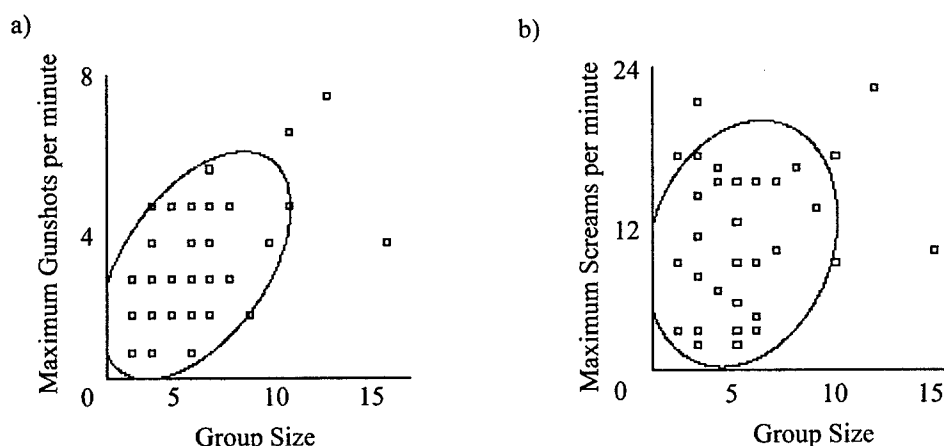 a)
Maximum Gunshots per minute
8
4
0
5
10
15
Group Size
b)
Maximum Screams per minute
24
12
0
5
10
15
Group Size